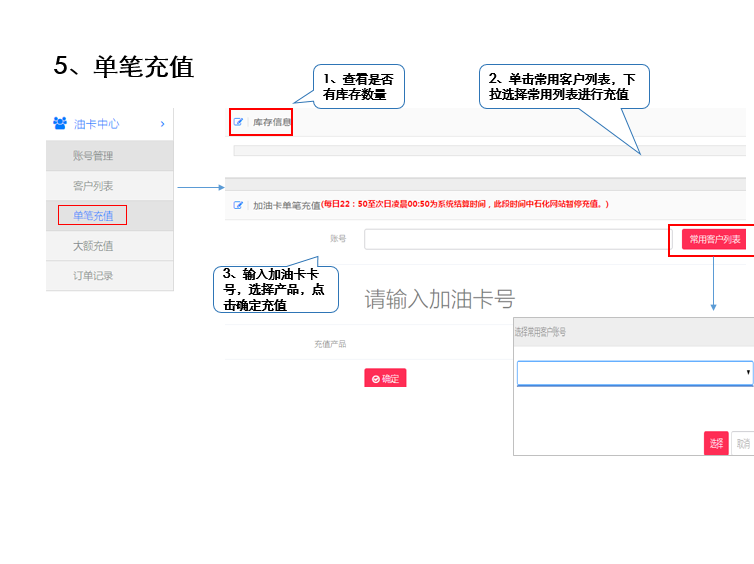 5、单笔充值
1、查看是否
有库存数量
2、单击常用客户列表，下
拉选择常用列表进行充值
油卡中心
账号管理
客户列表
单笔充值
大额充值
订单记录
库存信息
加油卡单笔充值(每日22：50至次日凌晨00:50为系统结算时间，此段时间中石化网站暂停充值。)
账号
常用客户列表
3、输入加油卡卡
号，选择产品，点
击确定充值
请输入加油卡号
充值产品
确定
选择常用客户账号
选择
取消